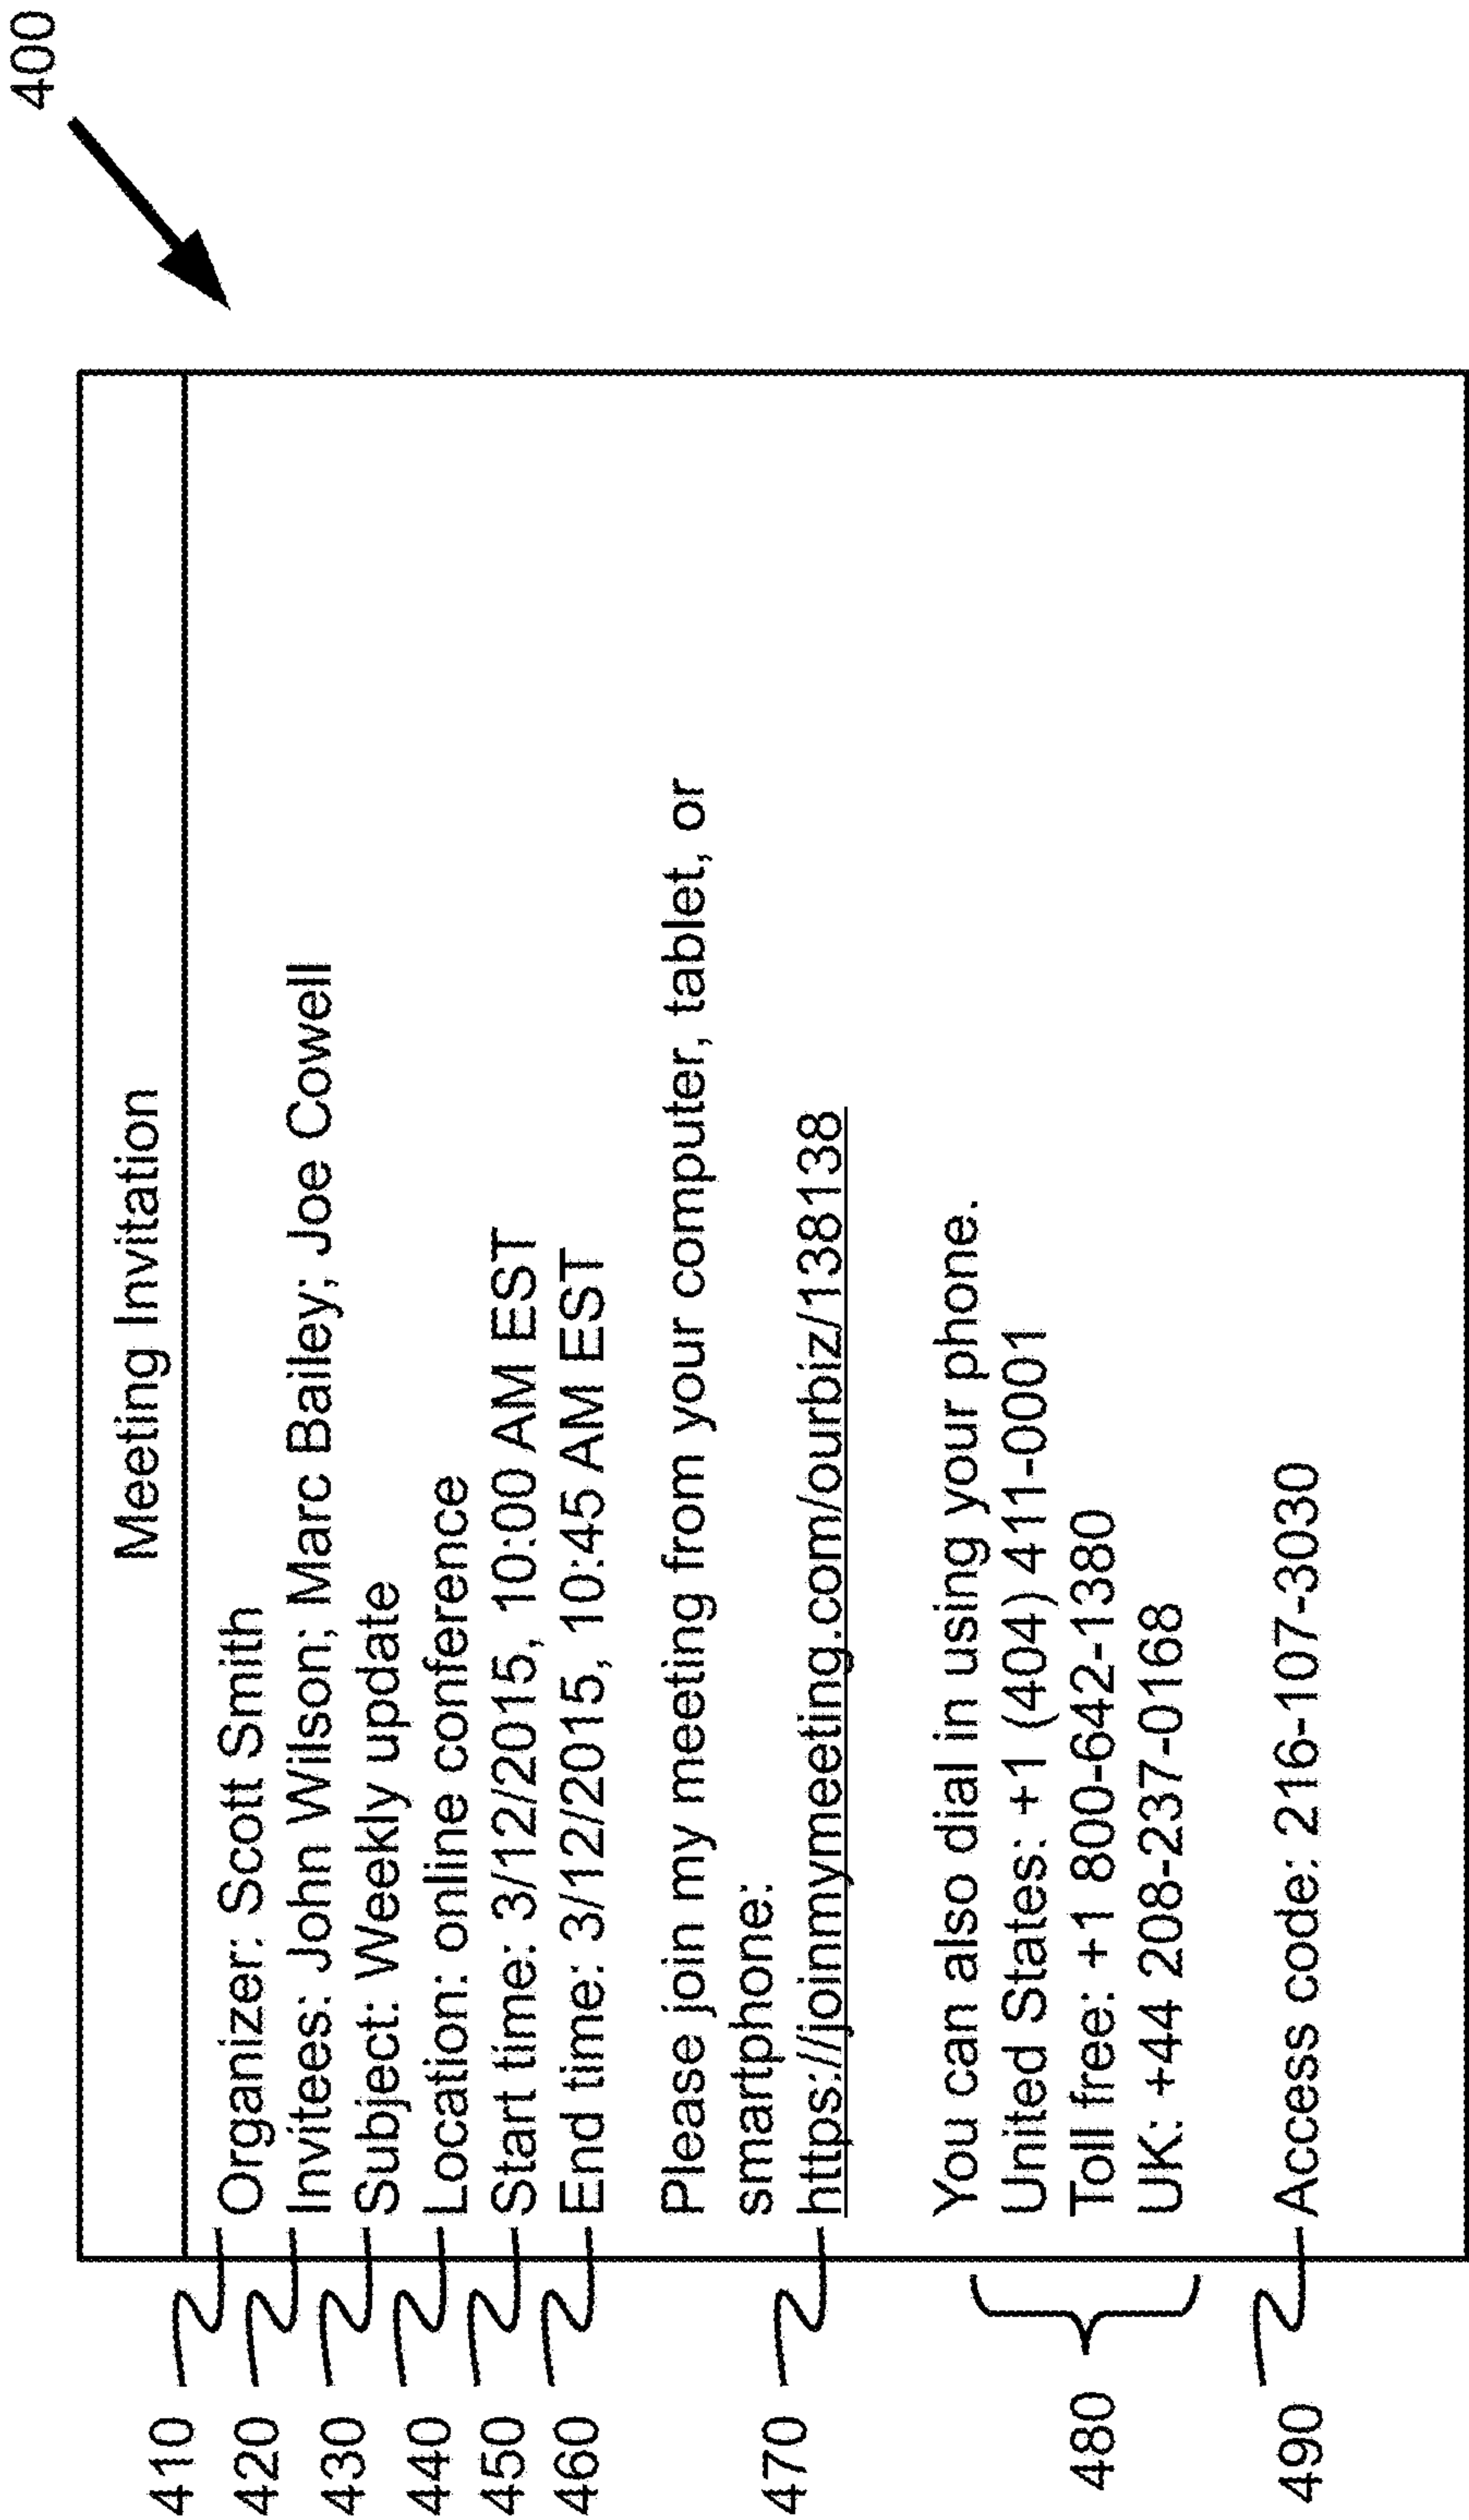 400
Meeting Invitation
410 Organizer: Scott Smith
420 Invitees: John Wilson; Marc Bailey; Joe Cowell
430 Subject: Weekly update
440 Location: online conference
450 Start time: 3/12/2015, 10:00 AM EST
460 End time: 3/12/2015, 10:45 AM EST
Please join my meeting from your computer, tablet, or
smartphone:
470 https://joinmymeeting.com/ourbiz/138138
You can also dial in using your phone.
United States: +1 (404) 411-0001
480 Toll free: +1 800-642-1380
UK: +44 208-237-0168
490 Access code: 216-107-3030